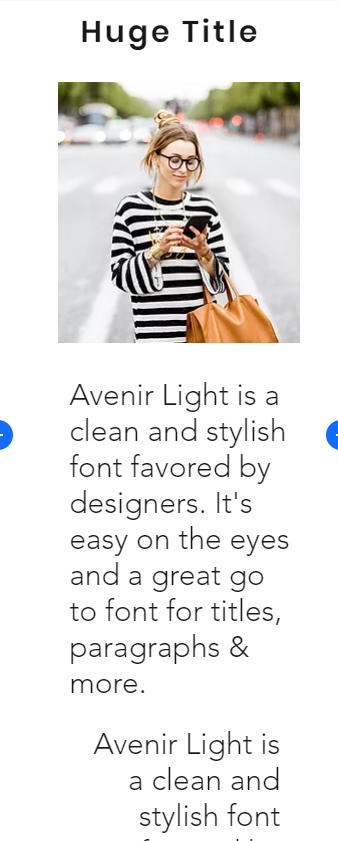 Huge Title
Avenir Light is a
clean and stylish
font favored by
designers. It's
easy on the eyes
and a great go
to font for titles,
paragraphs &
more.
Avenir Light is
a clean and
stylish font